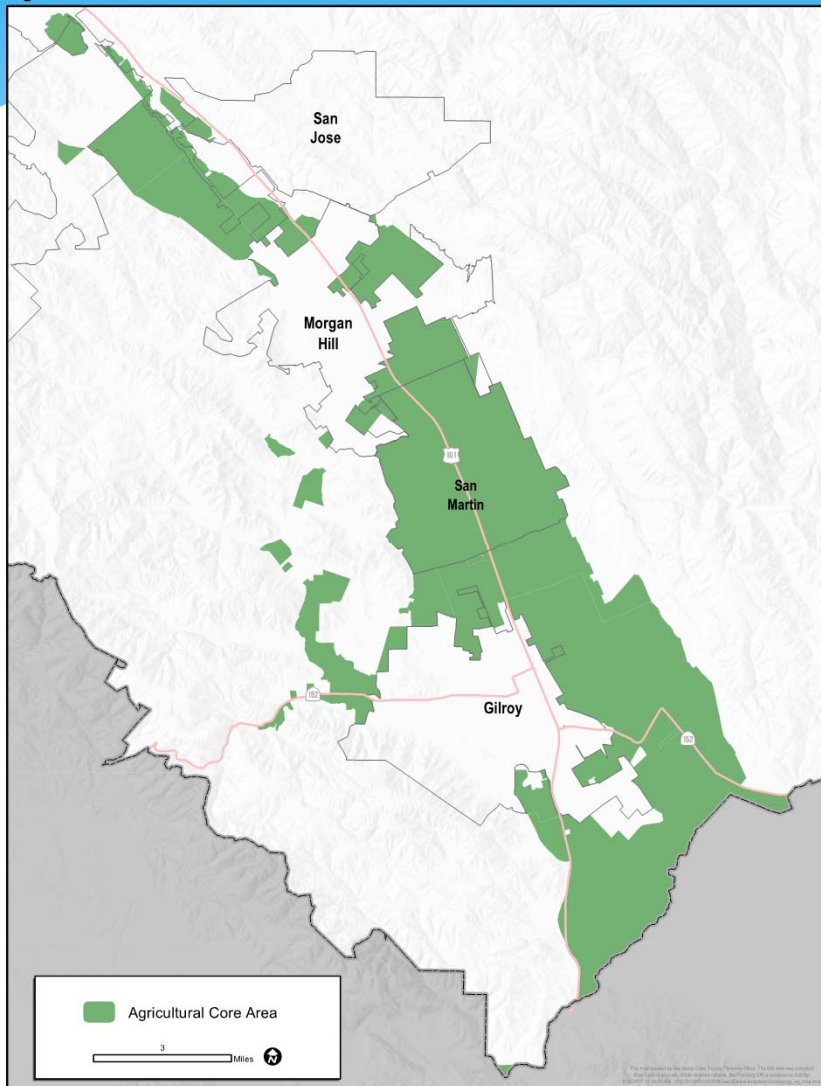 San
Jose
Morgan
Hill
101
San
Martin
152
Gilroy
152
Agricultural Core Area
3
Miles
N